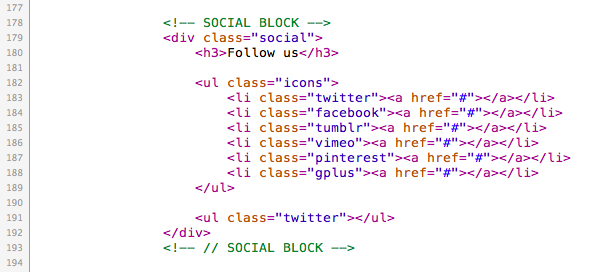 177
178 <!-- SOCIAL BLOCK -->
179 <div class="social">
180 <h3>Follow us</h3>
181
182 <ul class="icons">
183 <li class="twitter"><a href="#"></a></li>
184 <li class="facebook"><a href="#"></a></li>
185 <li class="tumblr"><a href="#"></a></li>
186 <li class="vimeo"><a href="#"></a></li>
187 <li class="pinterest"><a href="#"></a></li>
188 <li class="gplus"><a href="#"></a></li>
189 </ul>
190
191 <ul class="twitter"></ul>
192 </div>
193 <!-- // SOCIAL BLOCK -->
194